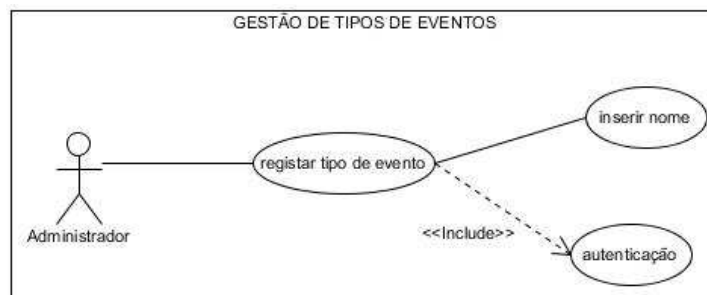 GESTÃO DE TIPOS DE EVENTOS
inserir nome
registar tipo de evento
Administrador
<<Include>>
autenticação